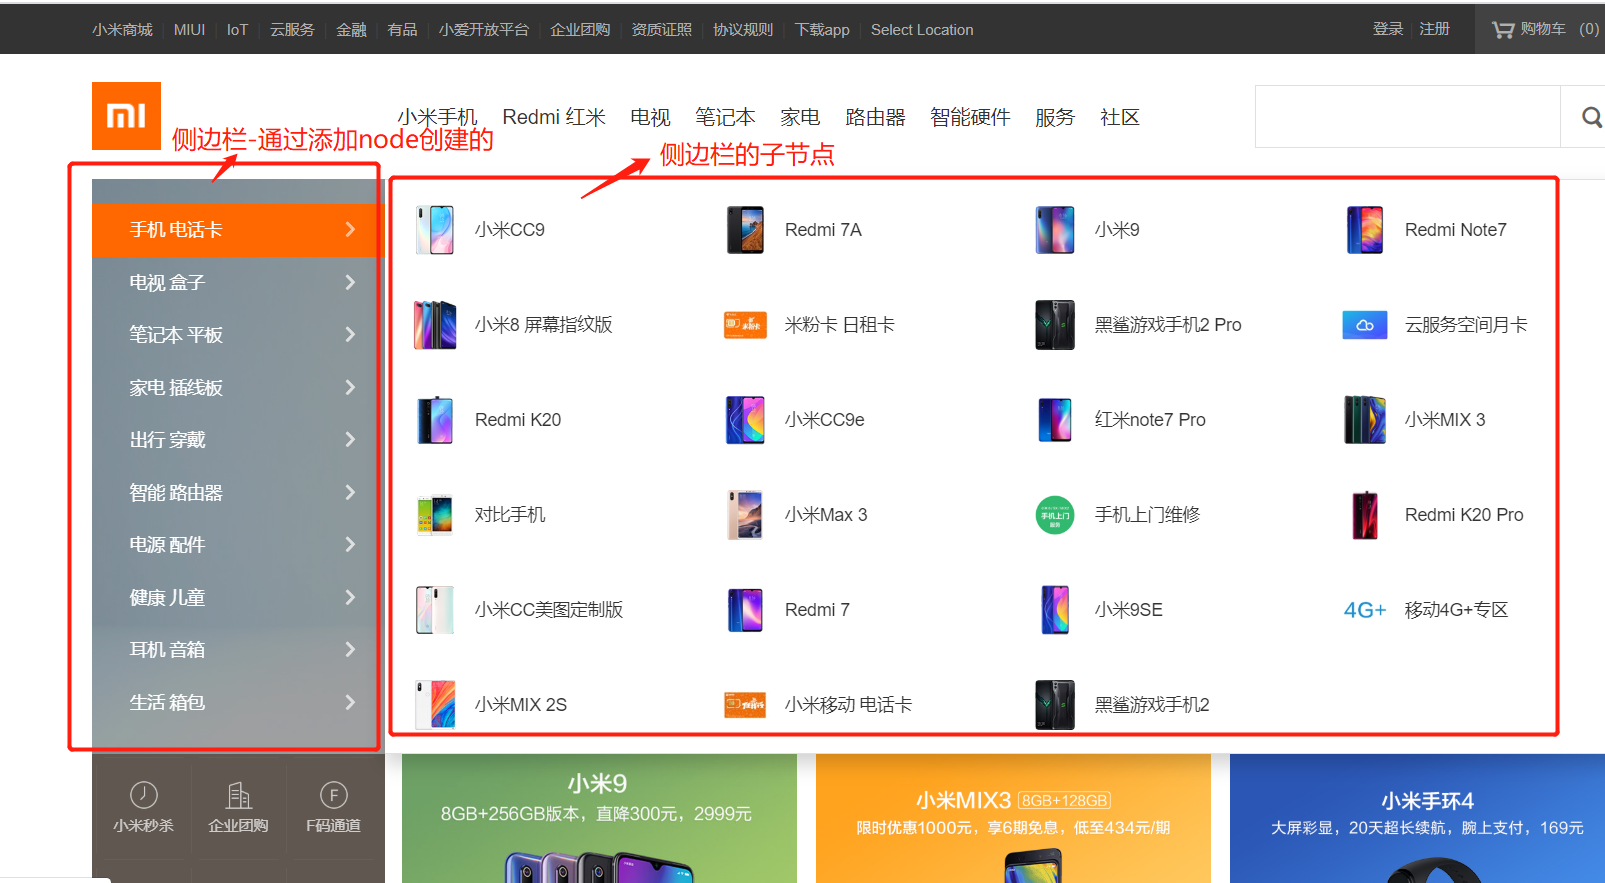 小米商城 MIUI IoT 云服务 金融 有品 小爱开放平台 企业团购 资质证照 协议规则 下载app Select Location 登录 注册 购物车 (0)
小米手机 Redmi 红米 电视 笔记本 家电 路由器 智能硬件 服务 社区
侧边栏-通过添加node创建的
侧边栏的子节点
手机 电话卡
电视 盒子
笔记本 平板
家电 插线板
出行 穿戴
智能 路由器
电源 配件
健康 儿童
耳机 音箱
生活 箱包
小米CC9 Redmi 7A 小米9 Redmi Note7
小米8 屏幕指纹版 米粉卡 日租卡 黑鲨游戏手机2 Pro 云服务空间月卡
Redmi K20 小米CC9e 红米note7 Pro 小米MIX 3
对比手机 小米Max 3 手机上门 手机上门维修 Redmi K20 Pro
小米CC美图定制版 Redmi 7 小米9SE 4G+ 移动4G+专区
小米MIX 2S 小米移动 电话卡 黑鲨游戏手机2
小米秒杀 企业团购 F F码通道
小米9
8GB+256GB版本，直降300元，2999元
小米MIX3 8GB+128GB
限时优惠1000元，享6期免息，低至434元/期
小米手环4
大屏彩显，20天超长续航，腕上支付，169元